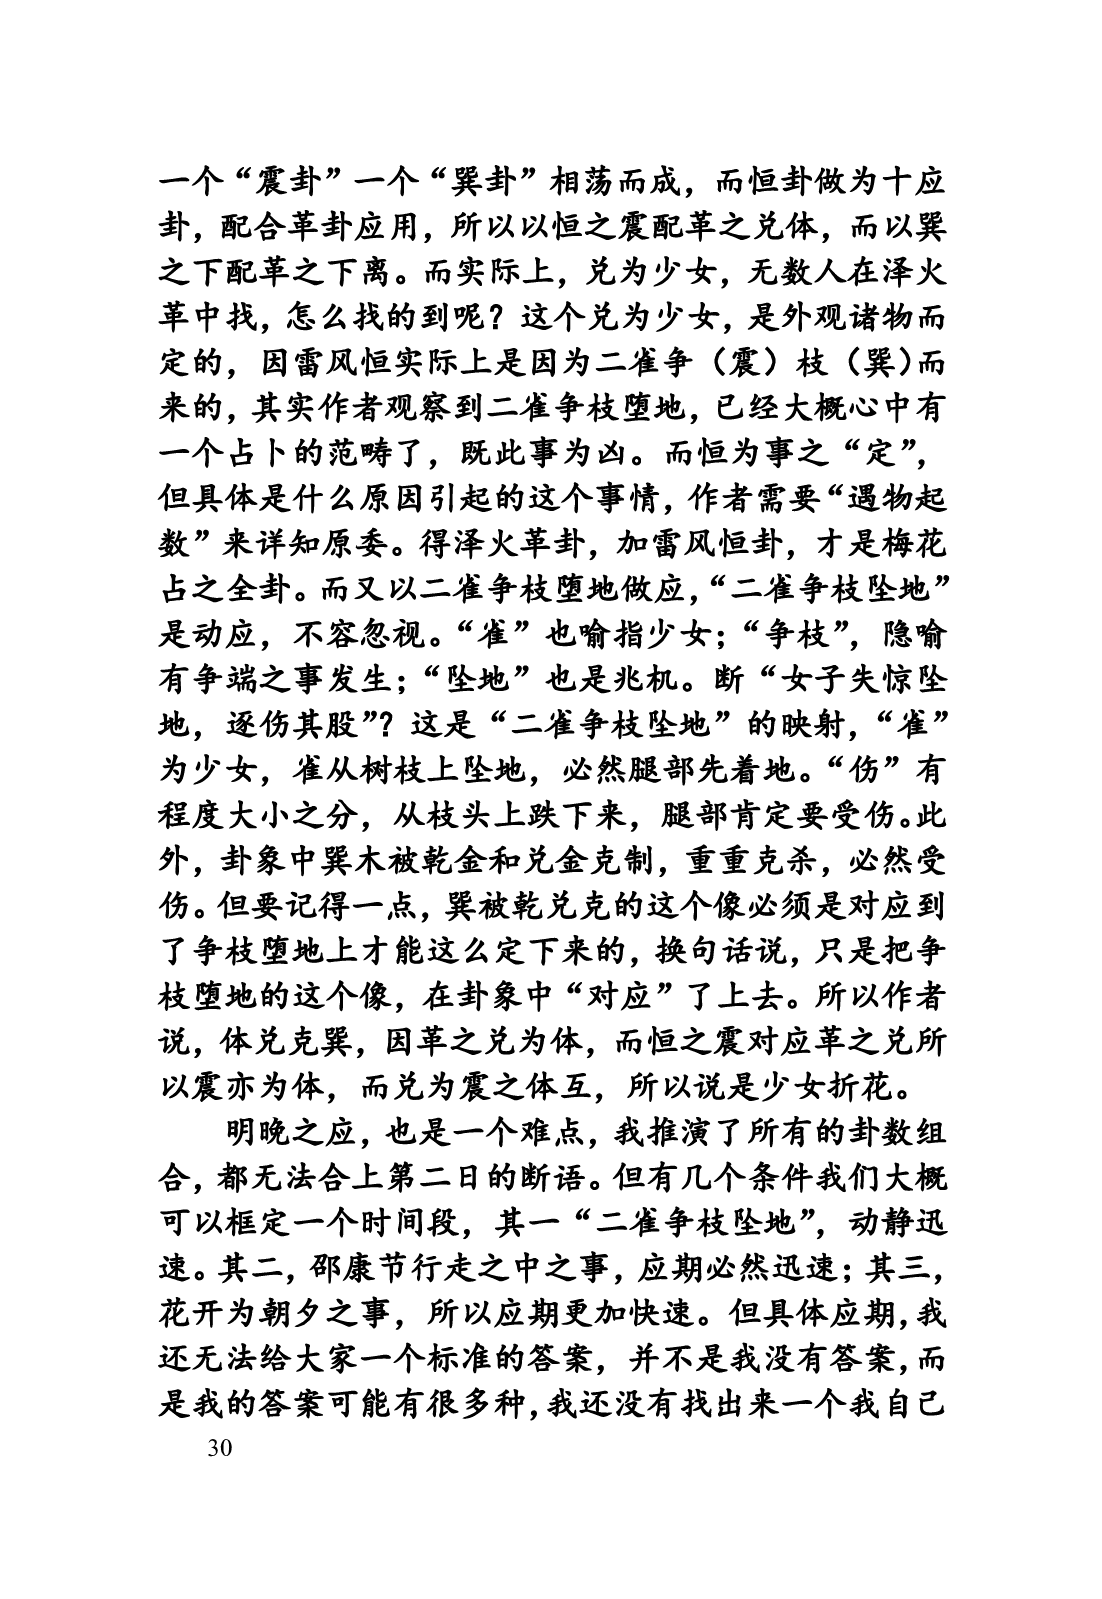 一个“震卦”一个“巽卦”相荡而成，而恒卦做为十应
卦，配合革卦应用，所以以恒之震配革之兑体，而以巽
之下配革之下离。而实际上，兑为少女，无数人在泽火
革中找，怎么找的到呢？这个兑为少女，是外观诸物而
定的，因雷风恒实际上是因为二雀争（震）枝（巽）而
来的，其实作者观察到二雀争枝堕地，已经大概心中有
一个占卜的范畴了，既此事为凶。而恒为事之“定”，
但具体是什么原因引起的这个事情，作者需要“遇物起
数”来详知原委。得泽火革卦，加雷风恒卦，才是梅花
占之全卦。而又以二雀争枝堕地做应，“二雀争枝坠地”
是动应，不容忽视。“雀”也喻指少女；“争枝”，隐喻
有争端之事发生；“坠地”也是兆机。断“女子失惊坠
地，逐伤其股”？这是“二雀争枝坠地”的映射，“雀”
为少女，雀从树枝上坠地，必然腿部先着地。“伤”有
程度大小之分，从枝头上跌下来，腿部肯定要受伤。此
外，卦象中巽木被乾金和兑金克制，重重克杀，必然受
伤。但要记得一点，巽被乾兑克的这个像必须是对应到
了争枝堕地上才能这么定下来的，换句话说，只是把争
枝堕地的这个像，在卦象中“对应”了上去。所以作者
说，体兑克巽，因革之兑为体，而恒之震对应革之兑所
以震亦为体，而兑为震之体互，所以说是少女折花。
明晚之应，也是一个难点，我推演了所有的卦数组
合，都无法合上第二日的断语。但有几个条件我们大概
可以框定一个时间段，其一“二雀争枝坠地”，动静迅
速。其二，邵康节行走之中之事，应期必然迅速；其三，
花开为朝夕之事，所以应期更加快速。但具体应期，我
还无法给大家一个标准的答案，并不是我没有答案，而
是我的答案可能有很多种，我还没有找出来一个我自己
30